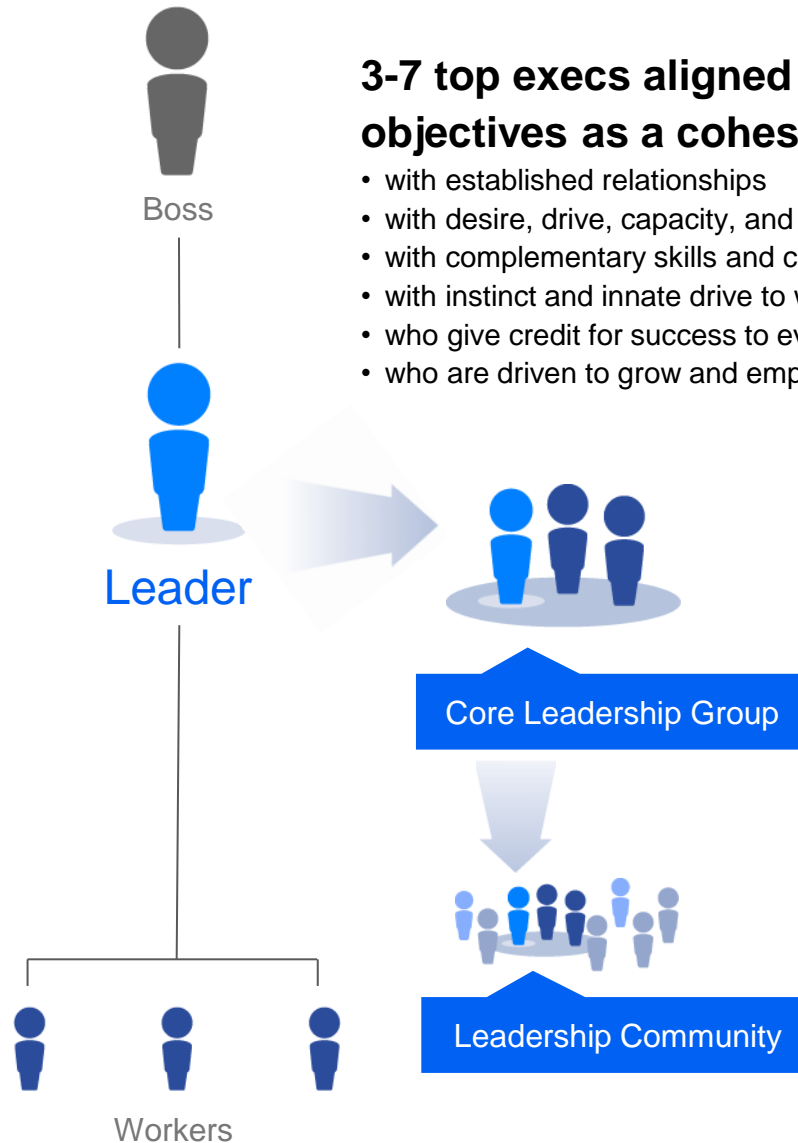 3-7 top execs aligned
objectives as a cohes
Boss
• with established relationships
• with desire, drive, capacity, and
• with complementary skills and c
• with instinct and innate drive to
• who give credit for success to
• who are driven to grow and emp
Leader
Core Leadership Group
Leadership Community
Workers